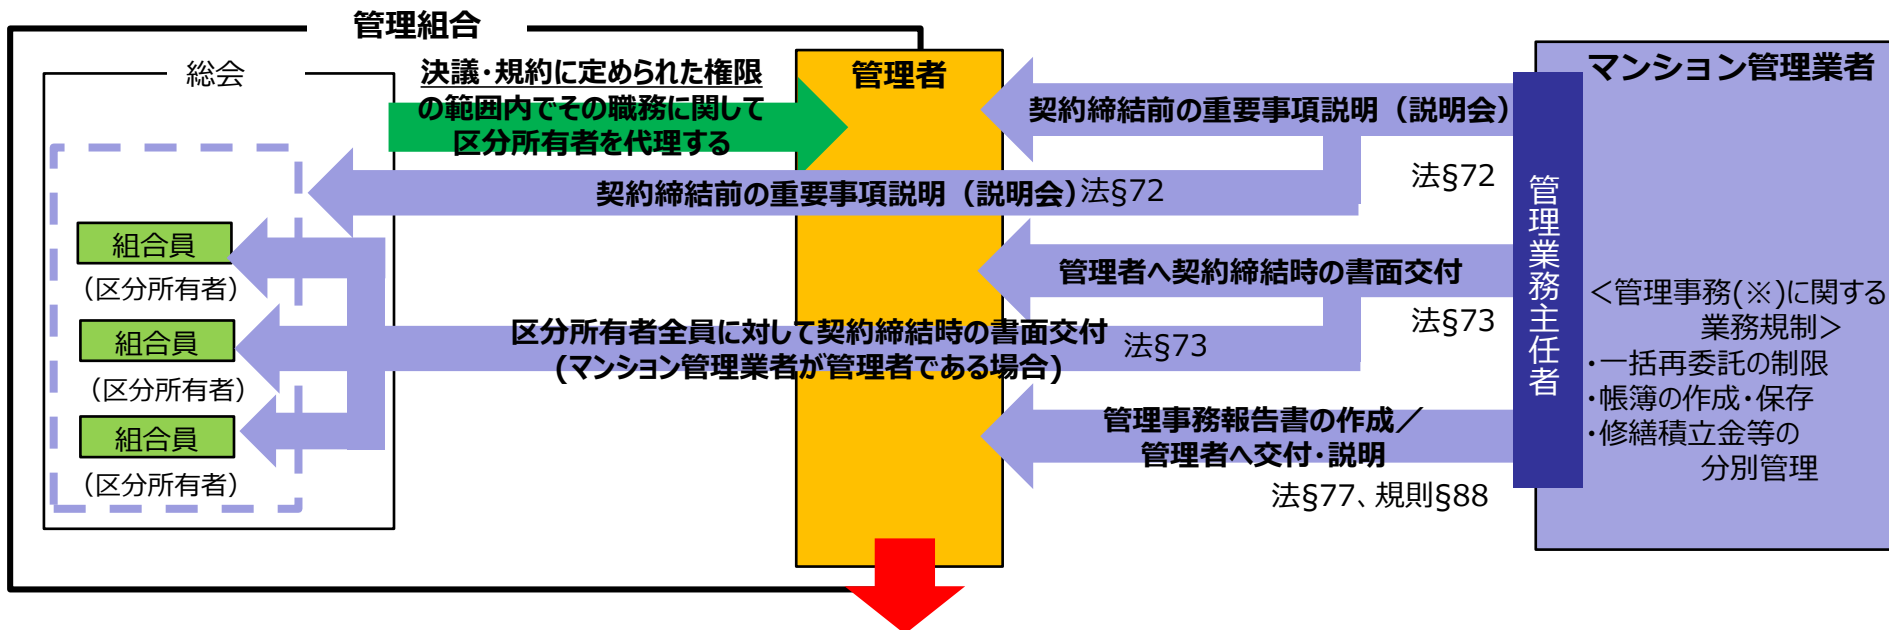 管理組合
総会
決議・規約に定められた権限
の範囲内でその職務に関して
区分所有者を代理する
管理者
マンション管理業者
契約締結前の重要事項説明（説明会）
法§72
契約締結前の重要事項説明（説明会）法§72
管理業務主任者
組合員
（区分所有者）
組合員
（区分所有者）
組合員
（区分所有者）
管理者へ契約締結時の書面交付
法§73
区分所有者全員に対して契約締結時の書面交付
(マンション管理業者が管理者である場合)
法§73
管理事務報告書の作成／
管理者へ交付・説明
法§77、規則§88
＜管理事務(※)に関する
業務規制＞
・一括再委託の制限
・帳簿の作成・保存
・修繕積立金等の
分別管理